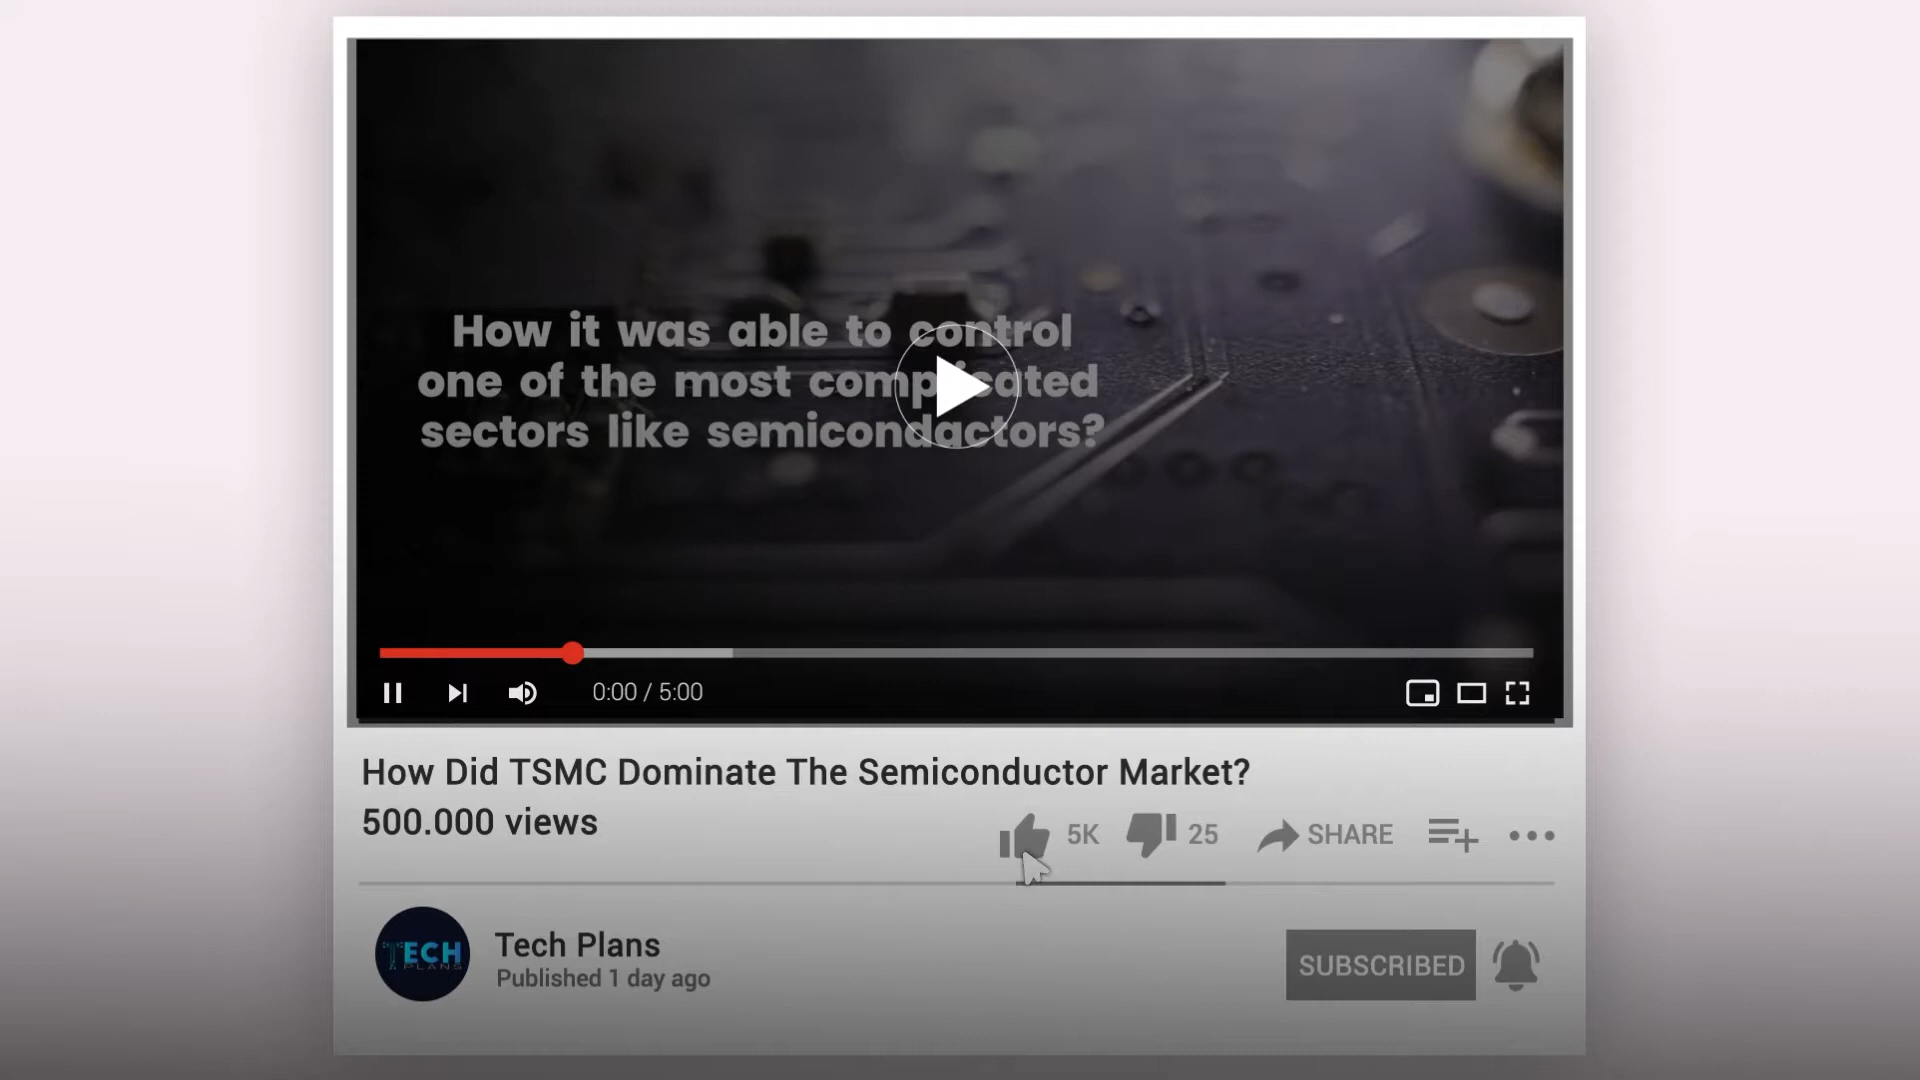 How it was able to control
one of the most complicated
sectors like semicondactors?
0:00 / 5:00
How Did TSMC Dominate The Semiconductor Market?
500.000 views
5K
25
SHARE
TECH
PLANS
Tech Plans
Published 1 day ago
SUBSCRIBED